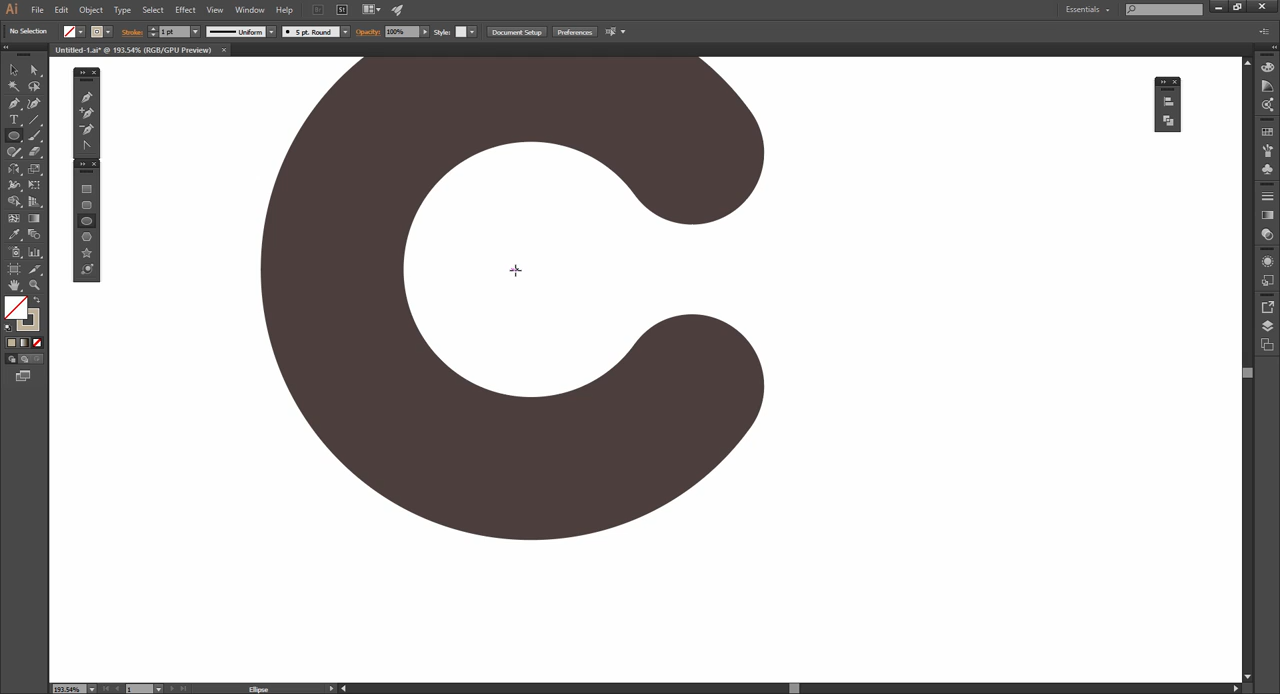 Ai File Edit Object Type Select Effect View Window Help Br St Essentials
No Selection Stroke: 1 pt Uniform 5 pt. Round Opacity: 100% Style: Document Setup Preferences
Untitled-1.ai* @ 193.54% (RGB/GPU Preview) ×
T
193.54% 1 Ellipse